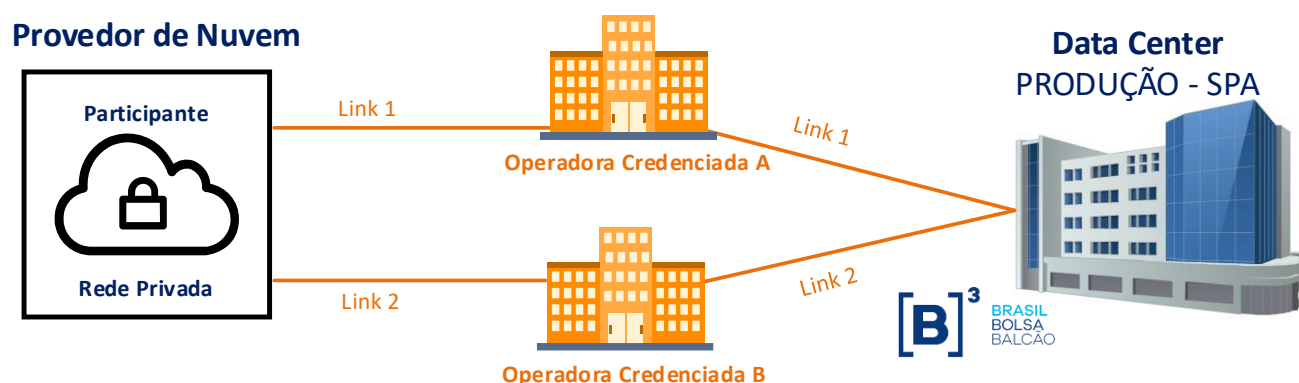 Provedor de Nuvem
Participante
Rede Privada
Link 1
Link 2
Operadora Credenciada A
Operadora Credenciada B
Link 1
Link 2
Data Center
PRODUÇÃO - SPA
[B]³
BRASIL
BOLSA
BALCÃO